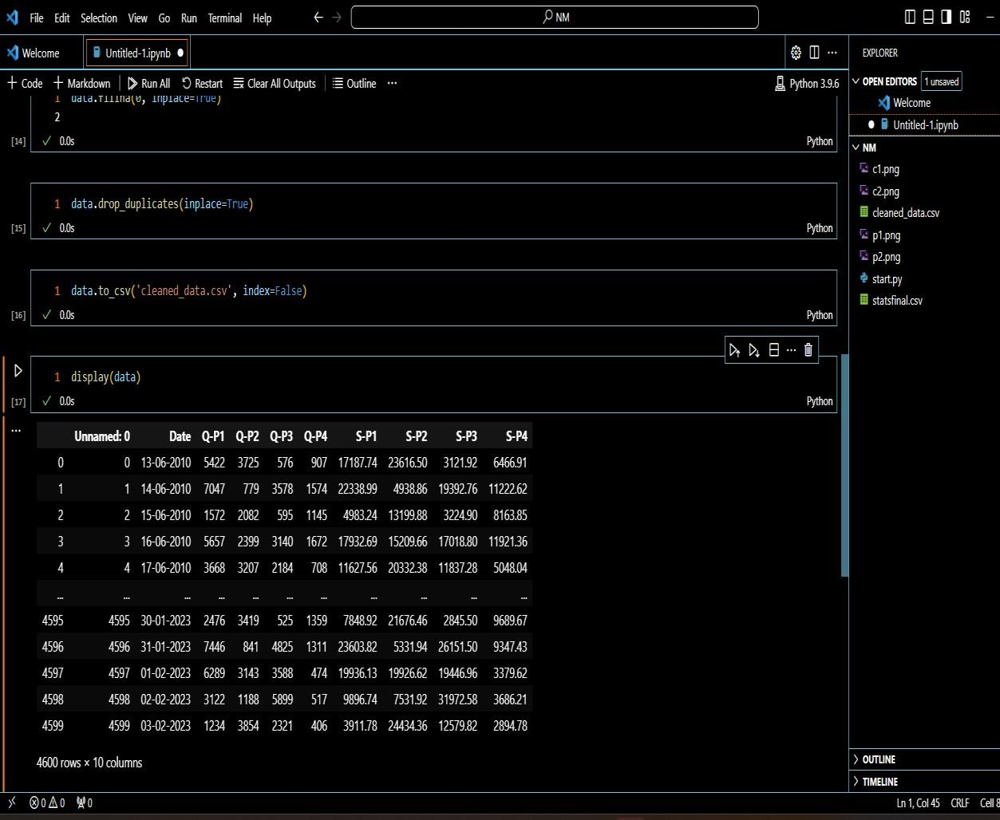 File Edit Selection View Go Run Terminal Help NM
Welcome Untitled-1.ipynb
+ Code + Markdown Run All Restart Clear All Outputs Outline ... Python 3.9.6
1 data.fillna(0, inplace=True)
2
[14] 0.0s Python
1 data.drop_duplicates(inplace=True)
[15] 0.0s Python
1 data.to_csv('cleaned_data.csv', index=False)
[16] 0.0s Python
1 display(data)
[17] 0.0s Python
Unnamed: 0 Date Q-P1 Q-P2 Q-P3 Q-P4 S-P1 S-P2 S-P3 S-P4
0 0 13-06-2010 5422 3725 576 907 17187.74 23616.50 3121.92 6466.91
1 1 14-06-2010 7047 779 3578 1574 22338.99 4938.86 19392.76 11222.62
2 2 15-06-2010 1572 2082 595 1145 4983.24 13199.88 3224.90 8163.85
3 3 16-06-2010 5657 2399 3140 1672 17932.69 15209.66 17018.80 11921.36
4 4 17-06-2010 3668 3207 2184 708 11627.56 20332.38 11837.28 5048.04
... ... ... ... ... ... ... ... ... ... ...
4595 4595 30-01-2023 2476 3419 525 1359 7848.92 21676.46 2845.50 9689.67
4596 4596 31-01-2023 7446 841 4825 1311 23603.82 5331.94 26151.50 9347.43
4597 4597 01-02-2023 6289 3143 3588 474 19936.13 19926.62 19446.96 3379.62
4598 4598 02-02-2023 3122 1188 5899 517 9896.74 7531.92 31972.58 3686.21
4599 4599 03-02-2023 1234 3854 2321 406 3911.78 24434.36 12579.82 2894.78
4600 rows × 10 columns
EXPLORER
OPEN EDITORS 1 unsaved
Welcome
Untitled-1.ipynb
NM
c1.png
c2.png
cleaned_data.csv
p1.png
p2.png
start.py
statsfinal.csv
OUTLINE
TIMELINE
0 0 0 Ln 1, Col 45 CRLF Cell 8